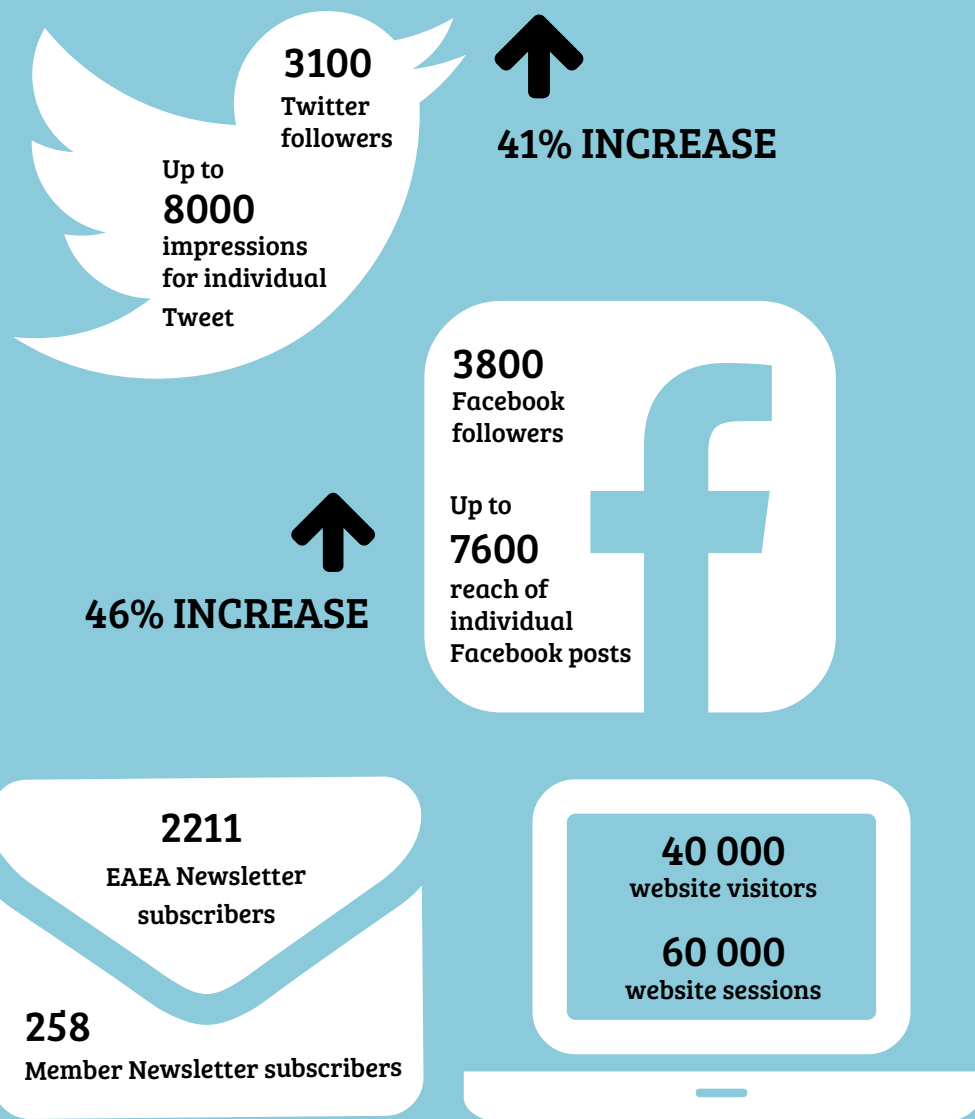 3100
Twitter
followers
41% INCREASE
Up to
8000
impressions
for individual
Tweet
3800
Facebook
followers
Up to
7600
reach of
individual
Facebook posts
46% INCREASE
2211
EAEA Newsletter
subscribers
258
Member Newsletter subscribers
40 000
website visitors
60 000
website sessions